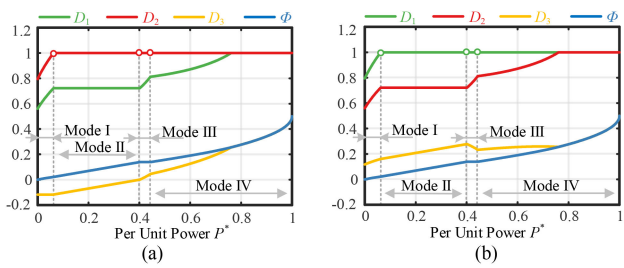 D₁ D₂ D₃ Φ
1.2
1
0.8
0.6
0.4
0.2
0
-0.2
Mode I
Mode III
Mode II
Mode IV
0 0.2 0.4 0.6 0.8 1
Per Unit Power P*
(a)
D₁ D₂ D₃ Φ
1.2
1
0.8
0.6
0.4
0.2
0
-0.2
Mode I
Mode III
Mode II
Mode IV
0 0.2 0.4 0.6 0.8 1
Per Unit Power P*
(b)